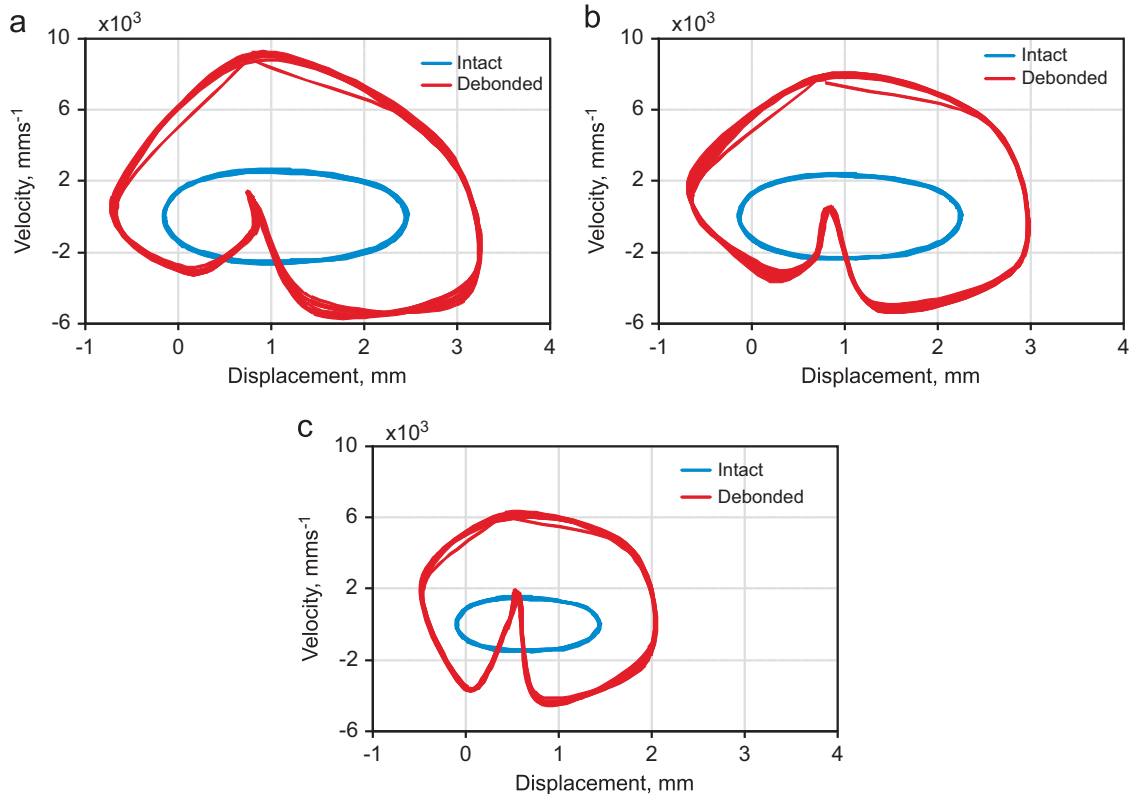 a
x10³
10
6
2
-2
-6
Velocity, mms⁻¹
Intact
Debonded
-1 0 1 2 3 4
Displacement, mm
b
x10³
10
6
2
-2
-6
Velocity, mms⁻¹
Intact
Debonded
-1 0 1 2 3 4
Displacement, mm
c
x10³
10
6
2
-2
-6
Velocity, mms⁻¹
Intact
Debonded
-1 0 1 2 3 4
Displacement, mm